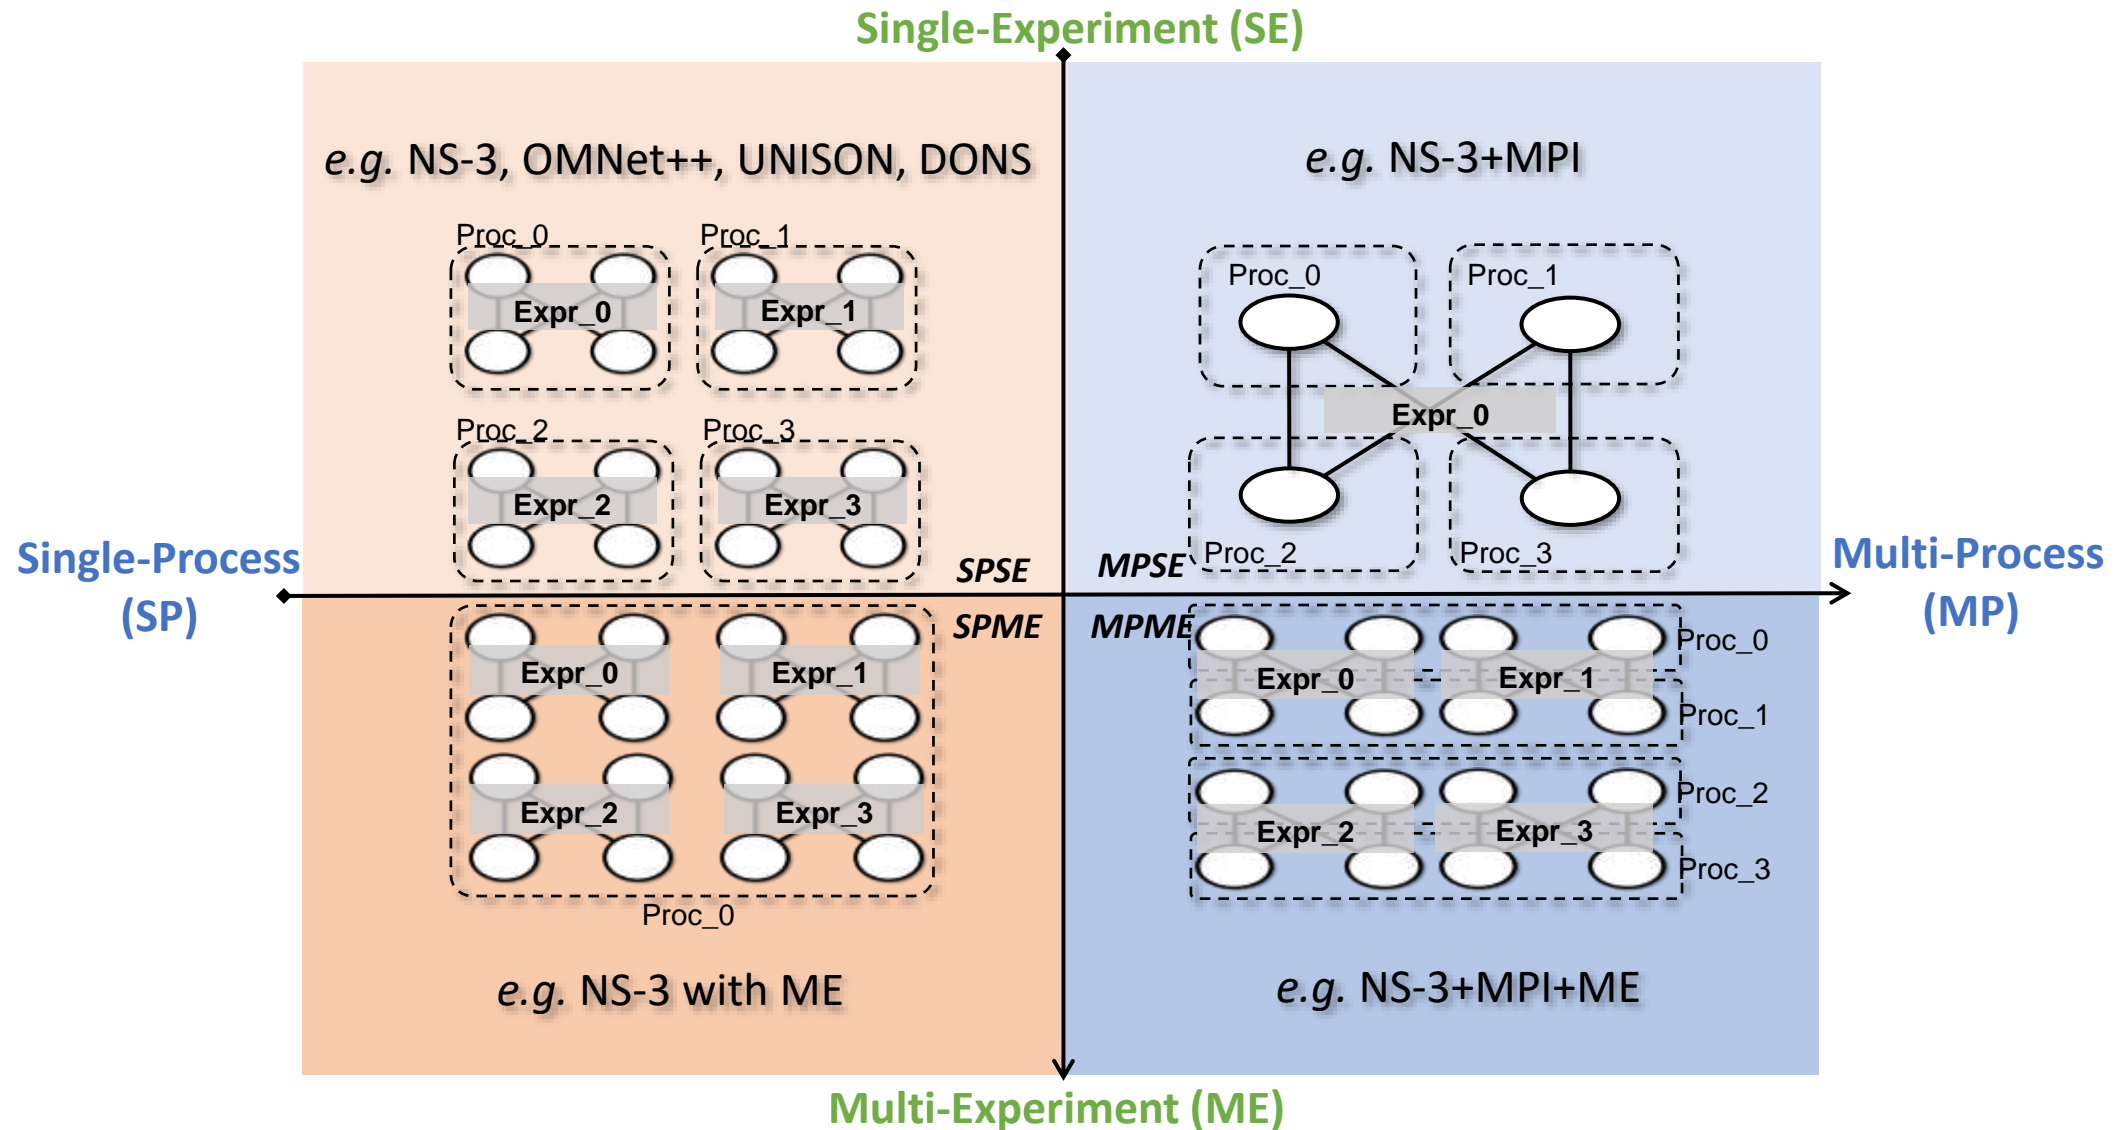 Single-Experiment (SE)
e.g. NS-3, OMNet++, UNISON, DONS
Proc_0
Proc_1
Expr_0
Expr_1
Proc_2
Proc_3
Expr_2
Expr_3
SPSE
e.g. NS-3+MPI
Proc_0
Proc_1
Expr_0
Proc_2
Proc_3
MPSE
Single-Process
(SP)
Multi-Process
(MP)
SPME
Expr_0
Expr_1
Expr_2
Expr_3
Proc_0
e.g. NS-3 with ME
MPME
Proc_0
Expr_0
Expr_1
Proc_1
Proc_2
Expr_2
Expr_3
Proc_3
e.g. NS-3+MPI+ME
Multi-Experiment (ME)